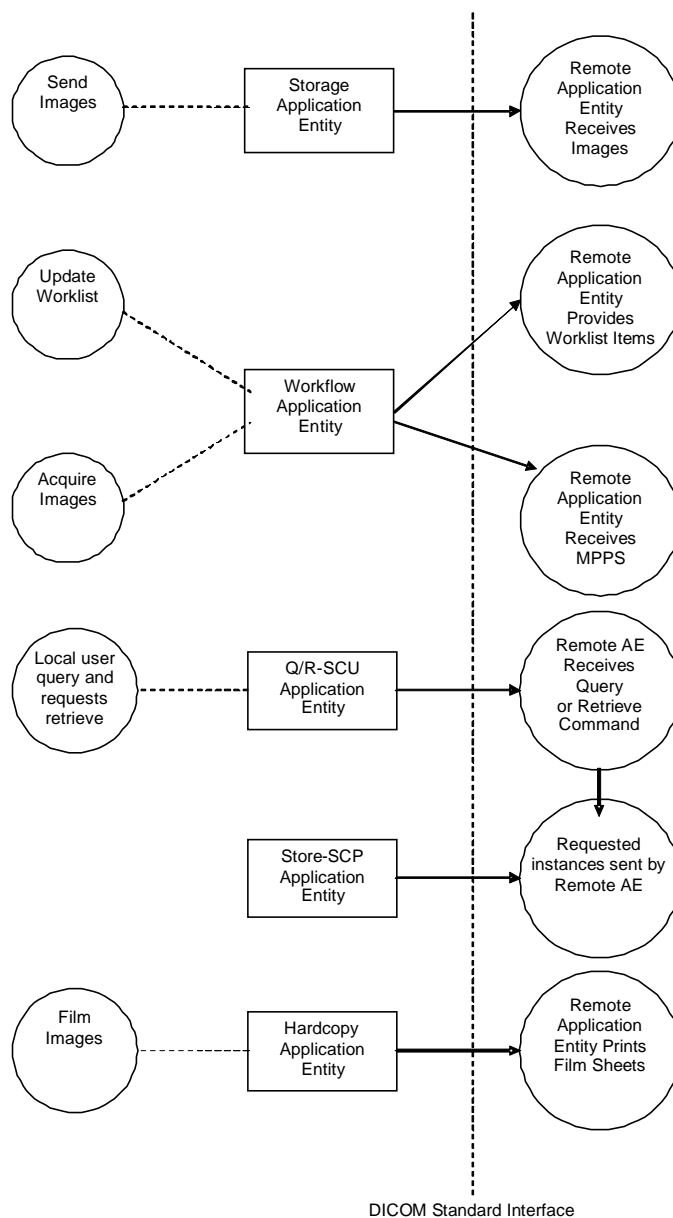 Send
Images
Storage
Application
Entity
Remote
Application
Entity
Receives
Images
Update
Worklist
Remote
Application
Entity
Provides
Worklist Items
Workflow
Application
Entity
Acquire
Images
Remote
Application
Entity
Receives
MPPS
Local user
query and
requests
retrieve
Q/R-SCU
Application
Entity
Remote AE
Receives
Query
or Retrieve
Command
Store-SCP
Application
Entity
Requested
instances sent by
Remote AE
Film
Images
Hardcopy
Application
Entity
Remote
Application
Entity Prints
Film Sheets
DICOM Standard Interface